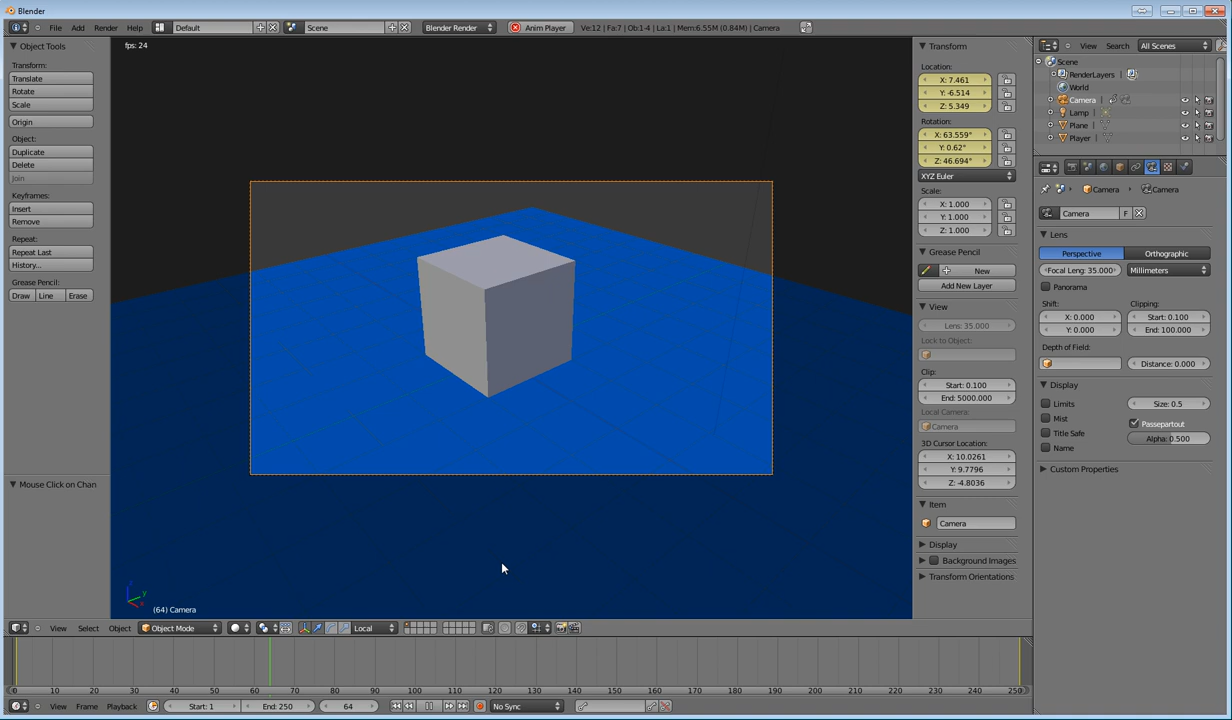 Blender
File Add Render Help Default Scene Blender Render Anim Player Ve:12 | Fa:7 | Ob:1-4 | La:1 | Mem:6.55M (0.84M) | Camera
Object Tools
Transform:
Translate
Rotate
Scale
Origin
Object:
Duplicate
Delete
Join
Keyframes:
Insert
Remove
Repeat:
Repeat Last
History...
Grease Pencil:
Draw Line Erase
Mouse Click on Chan
fps: 24
(64) Camera
Transform
Location:
X: 7.461
Y: -6.514
Z: 5.349
Rotation:
X: 63.559°
Y: 0.62°
Z: 46.694°
XYZ Euler
Scale:
X: 1.000
Y: 1.000
Z: 1.000
Grease Pencil
New
Add New Layer
View
Lens: 35.000
Lock to Object:
Clip:
Start: 0.100
End: 5000.000
Local Camera:
Camera
3D Cursor Location:
X: 10.0261
Y: 9.7796
Z: -4.8036
Item
Camera
Display
Background Images
Transform Orientations
View Search All Scenes
Scene
RenderLayers
World
Camera
Lamp
Plane
Player
Camera Camera
Camera F
Lens
Perspective Orthographic
Focal Len: 35.000 Millimeters
Panorama
Shift: Clipping:
X: 0.000 Start: 0.100
Y: 0.000 End: 100.000
Depth of Field:
Distance: 0.000
Display
Limits Size: 0.5
Mist Passepartout
Title Safe Alpha: 0.500
Name
Custom Properties
View Select Object Object Mode Local
0 10 20 30 40 50 60 70 80 90 100 110 120 130 140 150 160 170 180 190 200 210 220 230 240 250
View Frame Playback Start: 1 End: 250 64 No Sync